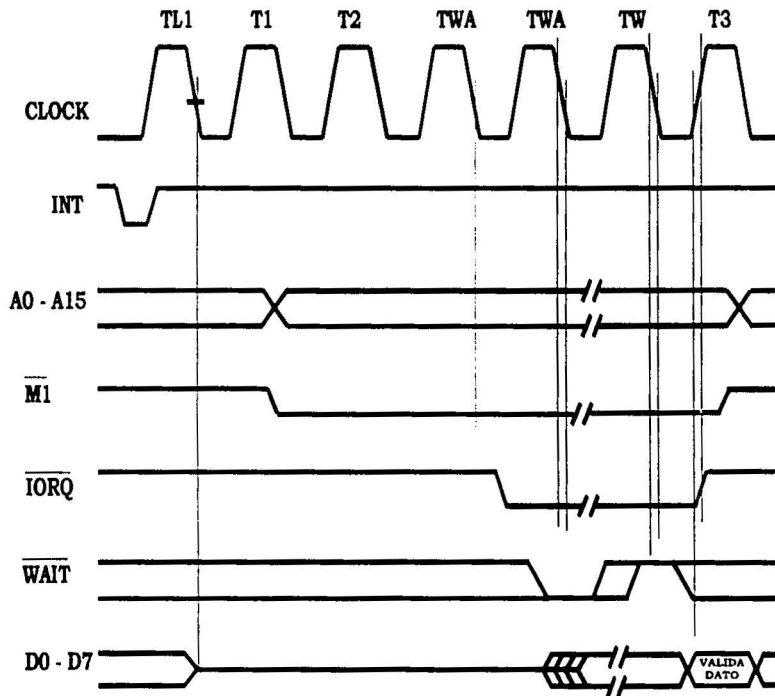 TL1 T1 T2 TWA TWA TW T3
CLOCK
INT
A0 - A15
M1
IORQ
WAIT
D0 - D7
VALIDA
DATO